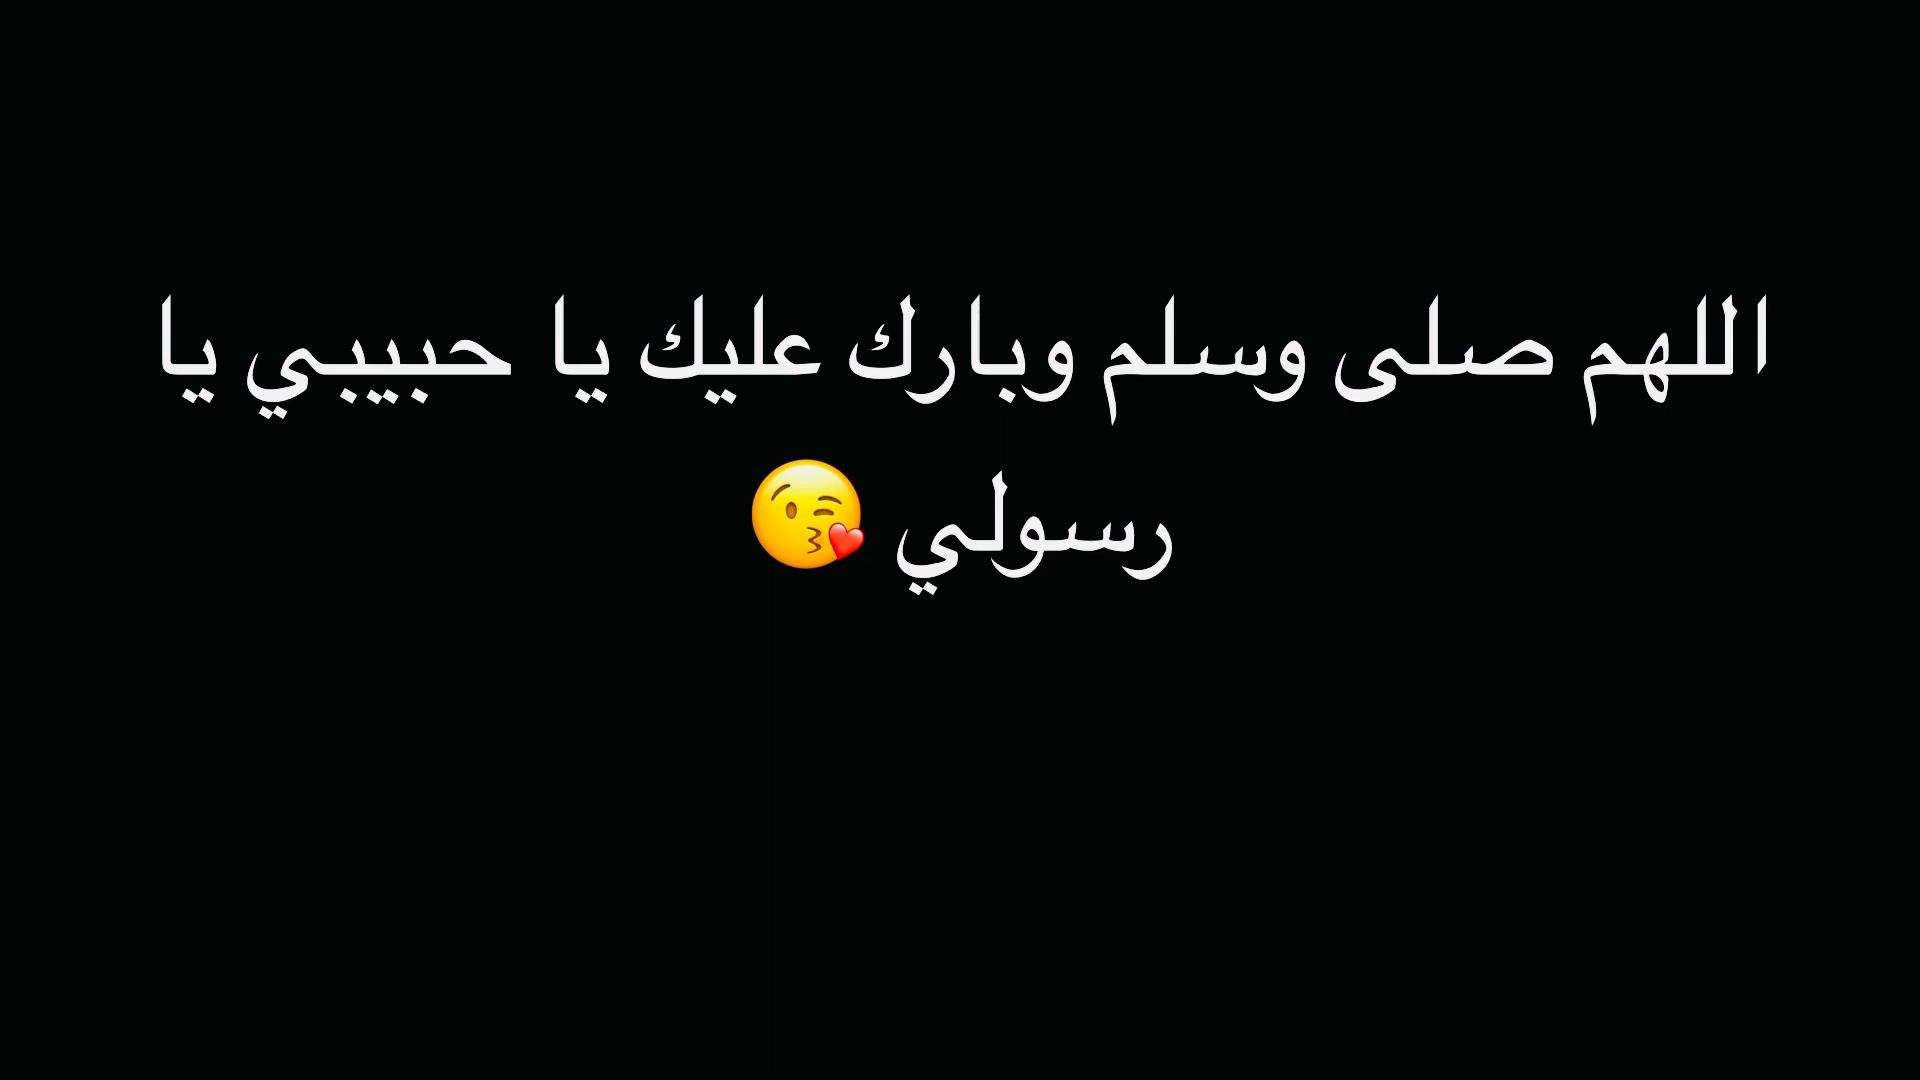 اللهم صلى وسلم وبارك عليك يا حبيبي يا
رسولي 😘